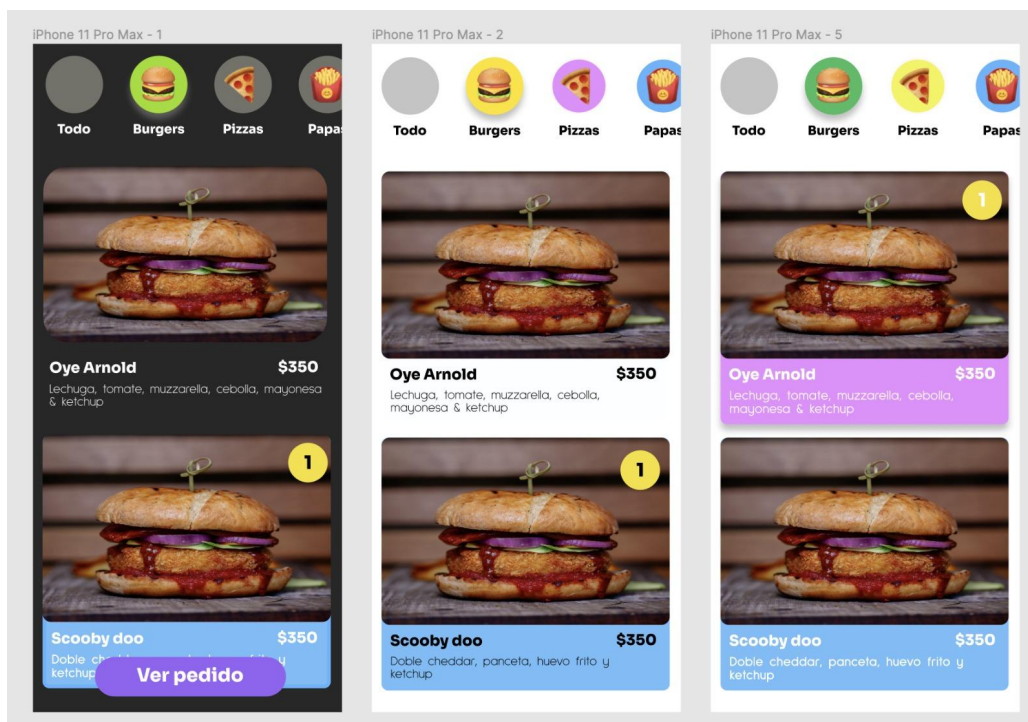 iPhone 11 Pro Max - 1
Todo
Burgers
Pizzas
Papas
Oye Arnold
$350
Lechuga, tomate, muzzarella, cebolla, mayonesa
& ketchup
1
Scooby doo
$350
Doble
frito y
ketchup
Ver pedido
iPhone 11 Pro Max - 2
Todo
Burgers
Pizzas
Papas
Oye Arnold
$350
Lechuga, tomate, muzzarella, cebolla,
mayonesa & ketchup
1
Scooby doo
$350
Doble cheddar, panceta, huevo frito y
ketchup
iPhone 11 Pro Max - 5
Todo
Burgers
Pizzas
Papas
1
Oye Arnold
$350
Lechuga, tomate, muzzarella, cebolla,
mayonesa & ketchup
Scooby doo
$350
Doble cheddar, panceta, huevo frito y
ketchup